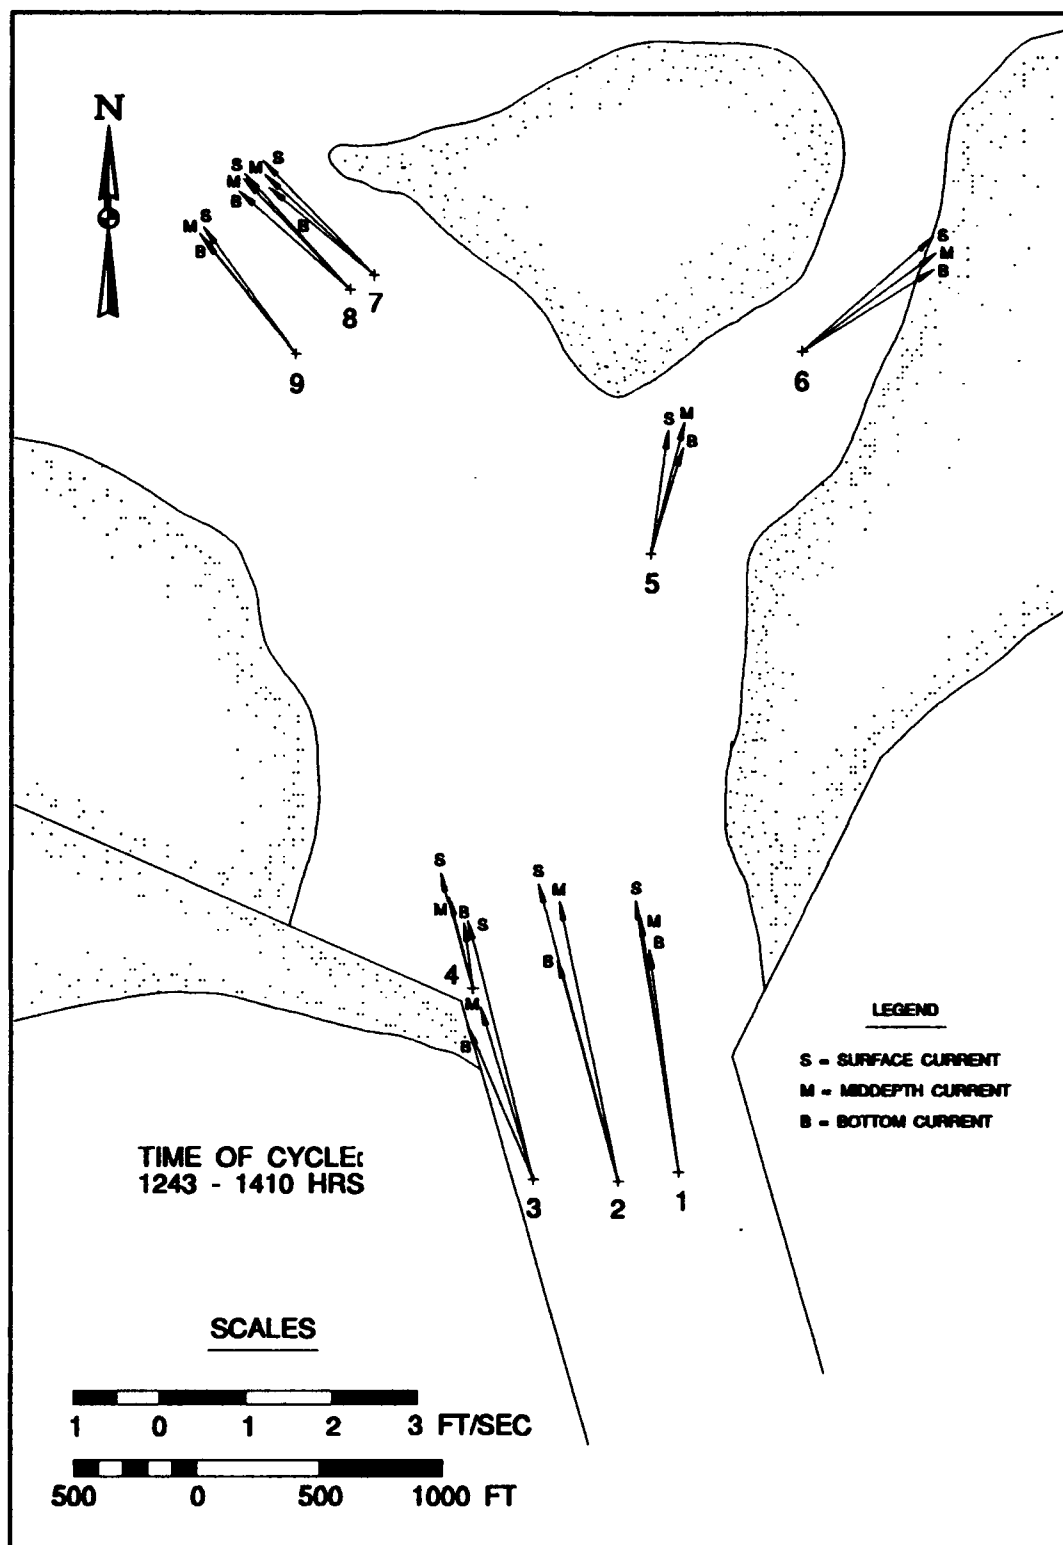 N
S
S
M
M
S
B
M
B
B
7
8
9
S
M
B
6
S
M
B
5
S
S
M
S
M
B
S
M
B
B
4
M
B
LEGEND
S = SURFACE CURRENT
M = MIDDEPTH CURRENT
B = BOTTOM CURRENT
TIME OF CYCLE:
1243 - 1410 HRS
3
2
1
SCALES
1 0 1 2 3 FT/SEC
500 0 500 1000 FT